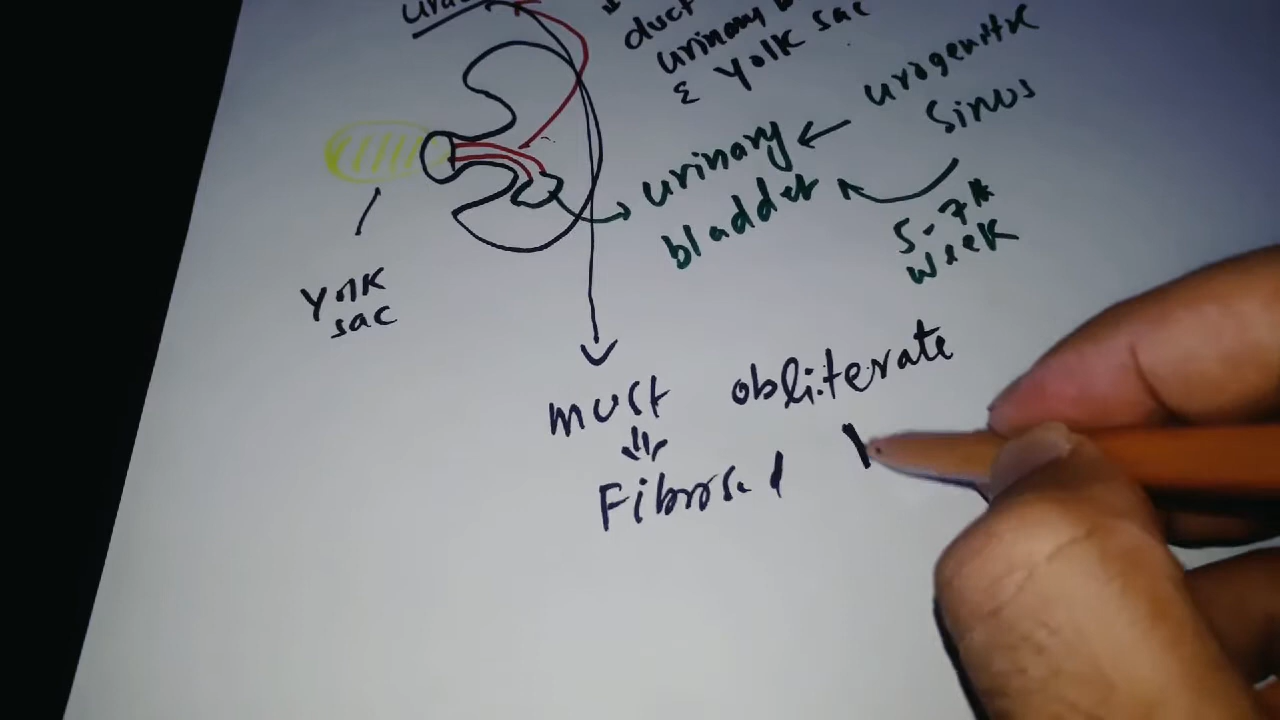 duct
urinary
& Yolk sac
urogenital
sinus
urinary
bladder
5-7th
week
Yolk
sac
must obliterate
Fibrosed